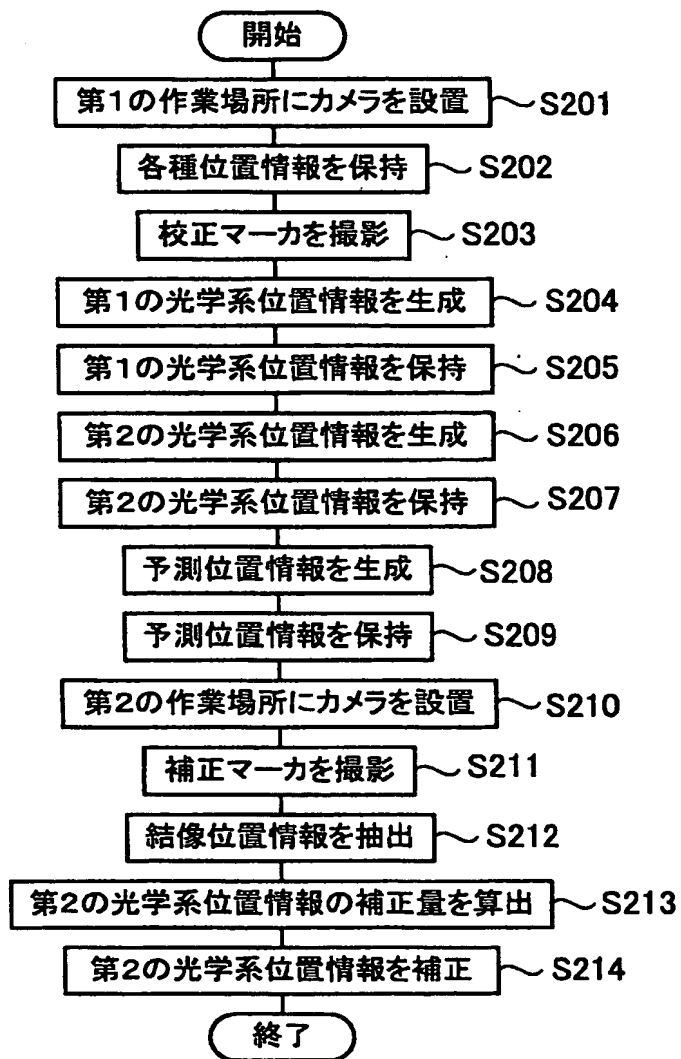 開始
第1の作業場所にカメラを設置 S201
各種位置情報を保持 S202
校正マーカを撮影 S203
第1の光学系位置情報を生成 S204
第1の光学系位置情報を保持 S205
第2の光学系位置情報を生成 S206
第2の光学系位置情報を保持 S207
予測位置情報を生成 S208
予測位置情報を保持 S209
第2の作業場所にカメラを設置 S210
補正マーカを撮影 S211
結像位置情報を抽出 S212
第2の光学系位置情報の補正量を算出 S213
第2の光学系位置情報を補正 S214
終了